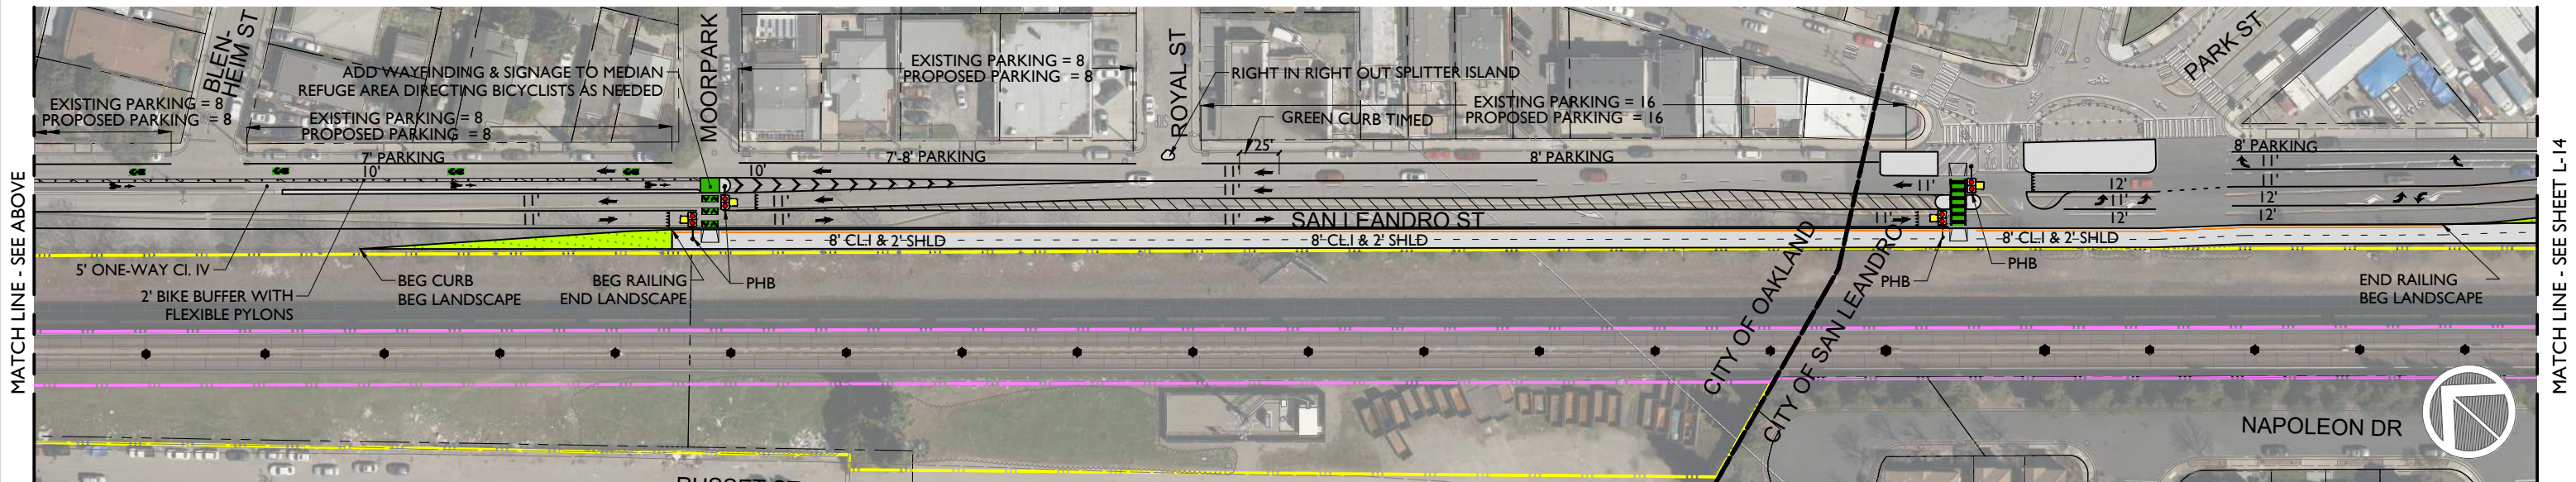 MATCH LINE - SEE ABOVE
BLEN-
HEIM ST
EXISTING PARKING = 8
PROPOSED PARKING = 8
ADD WAYFINDING & SIGNAGE TO MEDIAN
REFUGE AREA DIRECTING BICYCLISTS AS NEEDED
EXISTING PARKING = 8
PROPOSED PARKING = 8
MOORPARK
EXISTING PARKING = 8
PROPOSED PARKING = 8
ROYAL ST
RIGHT IN RIGHT OUT SPLITTER ISLAND
GREEN CURB TIMED
EXISTING PARKING = 16
PROPOSED PARKING = 16
PARK ST
7' PARKING
10'
10'
7'-8' PARKING
25'
8' PARKING
8' PARKING
11'
11'
11'
11'
11'
11'
11'
11'
11'
SAN LEANDRO ST
11'
11'
12'
11'
12'
11'
11'
12'
12'
8' CL.I & 2' SHLD
8' CL.I & 2' SHLD
8' CL.I & 2' SHLD
5' ONE-WAY Cl. IV
2' BIKE BUFFER WITH
FLEXIBLE PYLONS
BEG CURB
BEG LANDSCAPE
BEG RAILING
END LANDSCAPE
PHB
PHB
PHB
END RAILING
BEG LANDSCAPE
CITY OF OAKLAND
CITY OF SAN LEANDRO
NAPOLEON DR
MATCH LINE - SEE SHEET L-14